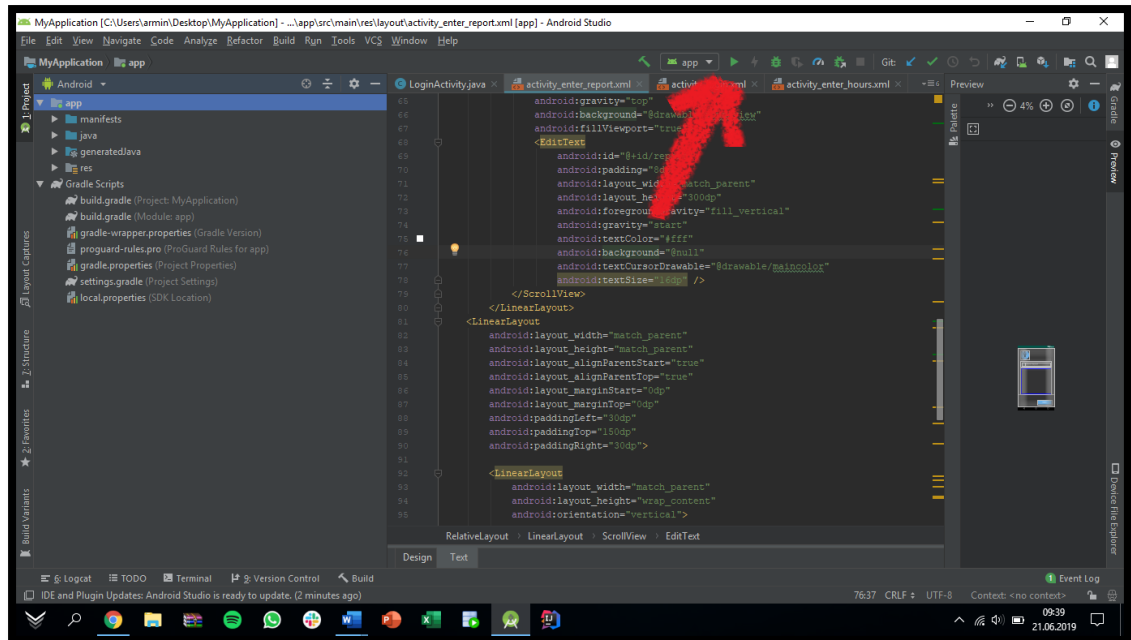 MyApplication [C:\Users\armin\Desktop\MyApplication] - ...\app\src\main\res\layout\activity_enter_report.xml [app] - Android Studio
File Edit View Navigate Code Analyze Refactor Build Run Tools VCS Window Help
MyApplication app
app
Git:
Android
LoginActivity.java activity_enter_report.xml activity_enter_hours.xml
Preview
1: Project
app
manifests
java
generatedJava
res
Gradle Scripts
build.gradle (Project: MyApplication)
build.gradle (Module: app)
gradle-wrapper.properties (Gradle Version)
proguard-rules.pro (ProGuard Rules for app)
gradle.properties (Project Properties)
settings.gradle (Project Settings)
local.properties (SDK Location)
Layout Captures
7: Structure
2: Favorites
Build Variants
65 android:gravity="top"
66 android:background="@drawable
67 android:fillViewport="true
68 <EditText
69 android:id="@+id/re
70 android:padding="8d
71 android:layout_wid match_parent"
72 android:layout_he "300dp"
73 android:foreground avity="fill_vertical"
74 android:gravity="start"
75 android:textColor="#fff"
76 android:background="@null"
77 android:textCursorDrawable="@drawable/maincolor"
78 android:textSize="16dp" />
79 </ScrollView>
80 </LinearLayout>
81 <LinearLayout
82 android:layout_width="match_parent"
83 android:layout_height="match_parent"
84 android:layout_alignParentStart="true"
85 android:layout_alignParentTop="true"
86 android:layout_marginStart="0dp"
87 android:layout_marginTop="0dp"
88 android:paddingLeft="30dp"
89 android:paddingTop="150dp"
90 android:paddingRight="30dp">
91
92 <LinearLayout
93 android:layout_width="match_parent"
94 android:layout_height="wrap_content"
95 android:orientation="vertical">
RelativeLayout LinearLayout ScrollView EditText
Design Text
Palette
4%
Gradle
Preview
Device File Explorer
6: Logcat TODO Terminal 9: Version Control Build
1 Event Log
IDE and Plugin Updates: Android Studio is ready to update. (2 minutes ago)
76:37 CRLF UTF-8 Context: <no context>
09:39
21.06.2019